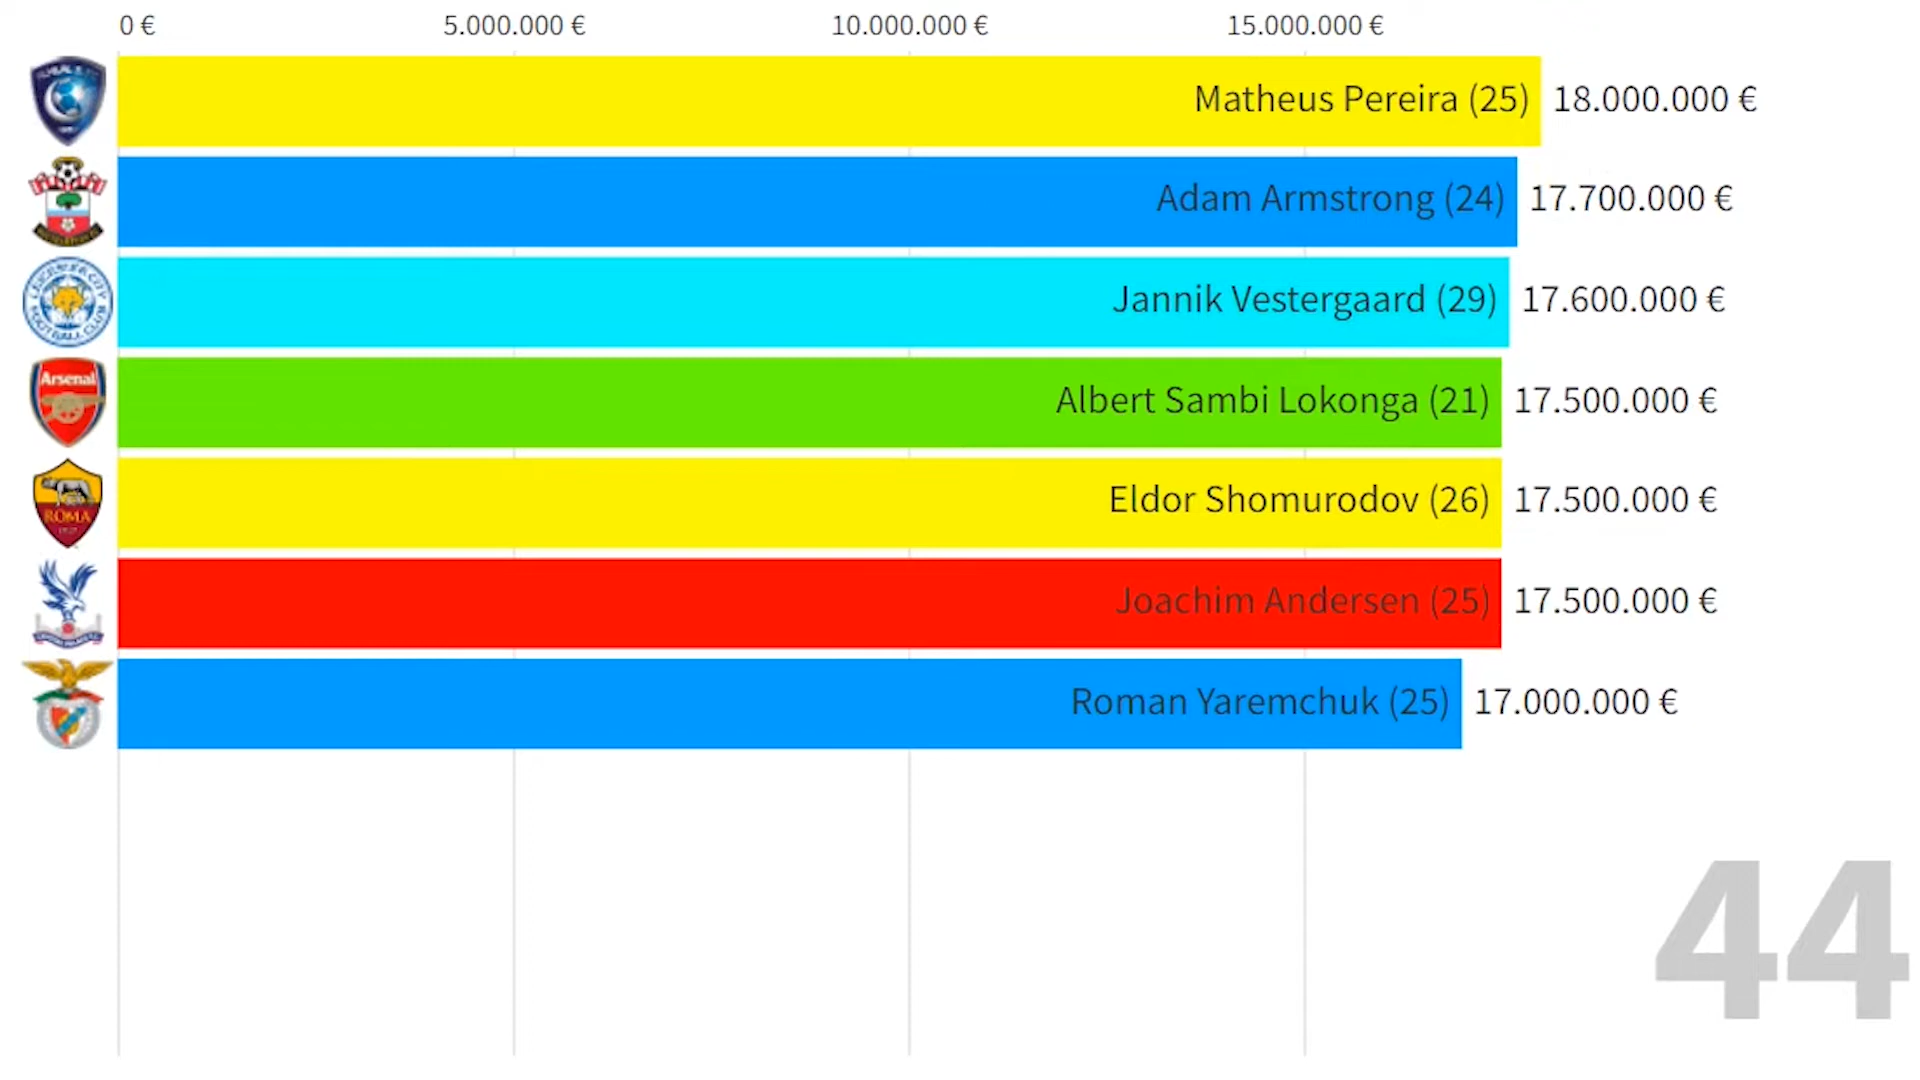 0 € 5.000.000 € 10.000.000 € 15.000.000 €
Matheus Pereira (25) 18.000.000 €
Adam Armstrong (24) 17.700.000 €
Jannik Vestergaard (29) 17.600.000 €
Arsenal
Albert Sambi Lokonga (21) 17.500.000 €
Eldor Shomurodov (26) 17.500.000 €
ROMA
Joachim Andersen (25) 17.500.000 €
Roman Yaremchuk (25) 17.000.000 €
44